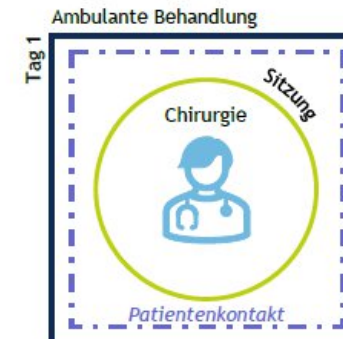 Ambulante Behandlung
Tag 1
Sitzung
Chirurgie
Patientenkontakt